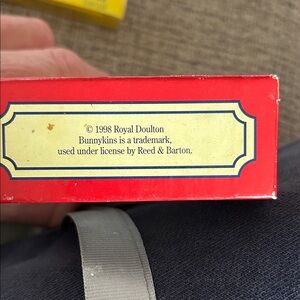 © 1998 Royal Doulton
Bunnykins is a trademark,
used under license by Reed & Barton.